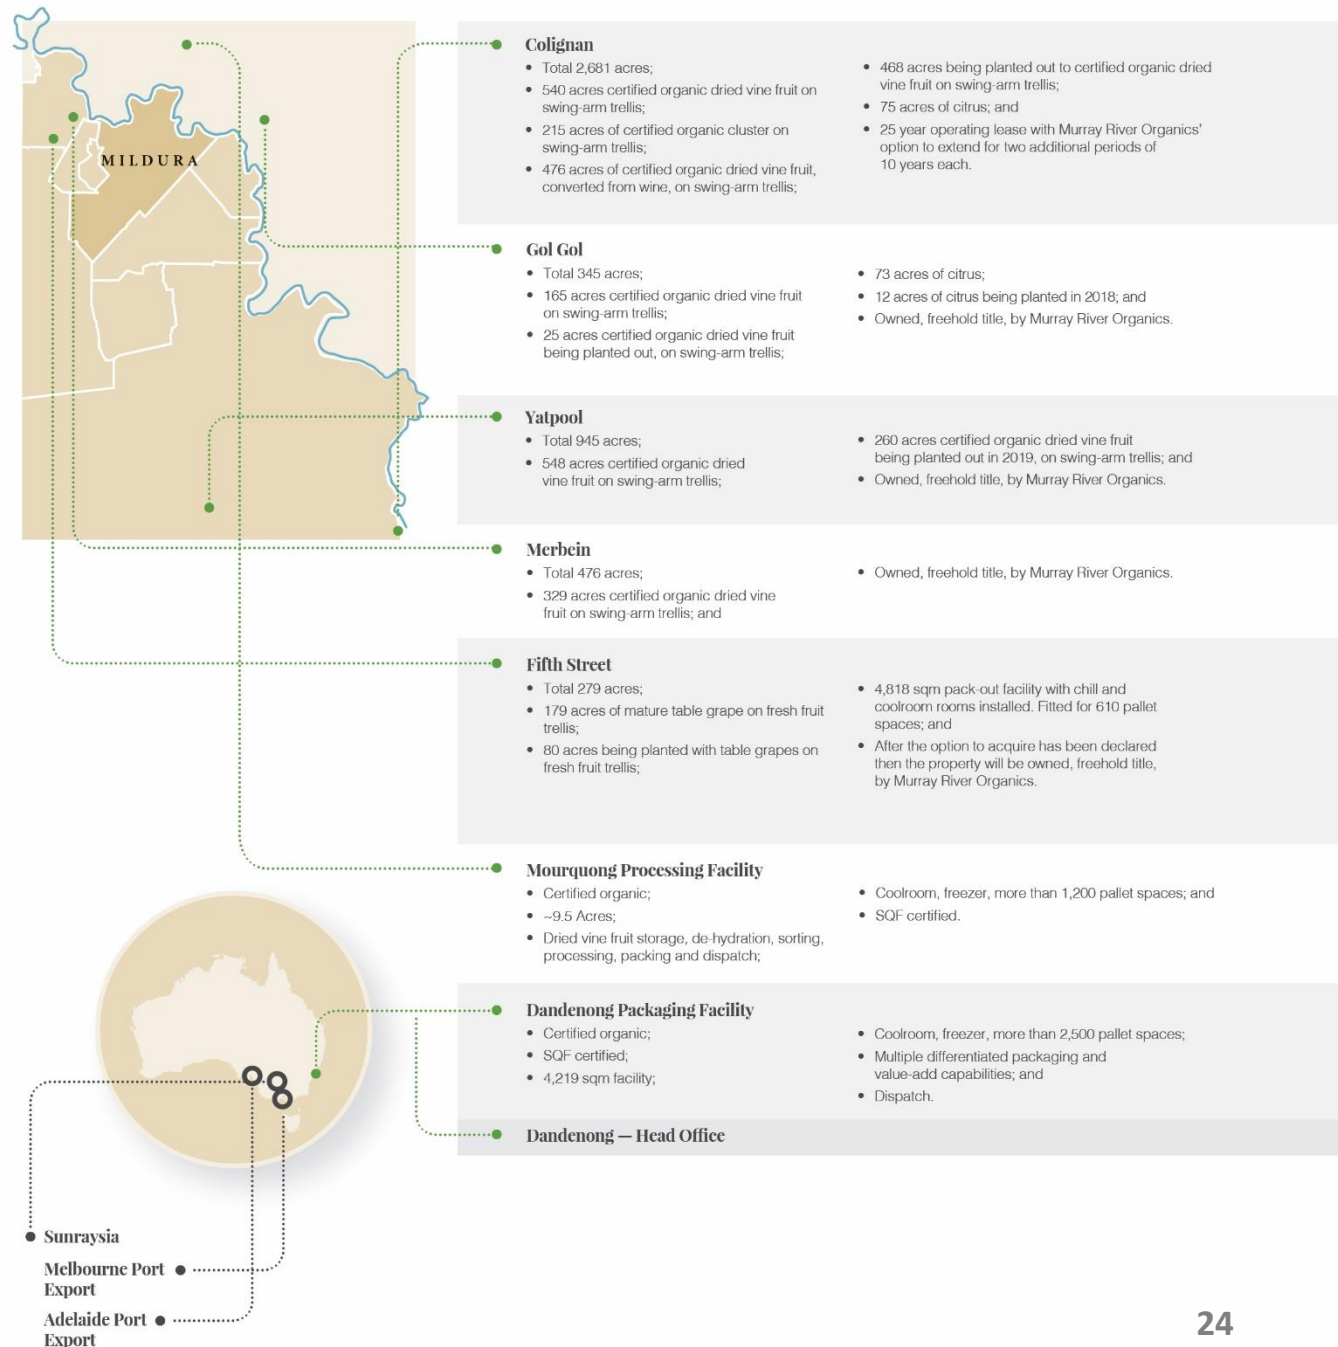 MILDURA
Colignan
• Total 2,681 acres;
• 540 acres certified organic dried vine fruit on
swing-arm trellis;
• 215 acres of certified organic cluster on
swing-arm trellis;
• 476 acres of certified organic dried vine fruit,
converted from wine, on swing-arm trellis;
• 468 acres being planted out to certified organic dried
vine fruit on swing-arm trellis;
• 75 acres of citrus; and
• 25 year operating lease with Murray River Organics'
option to extend for two additional periods of
10 years each.
Gol Gol
• Total 345 acres;
• 165 acres certified organic dried vine fruit
on swing-arm trellis;
• 25 acres certified organic dried vine fruit
being planted out, on swing-arm trellis;
• 73 acres of citrus;
• 12 acres of citrus being planted in 2018; and
• Owned, freehold title, by Murray River Organics.
Yatpool
• Total 945 acres;
• 548 acres certified organic dried
vine fruit on swing-arm trellis;
• 260 acres certified organic dried vine fruit
being planted out in 2019, on swing-arm trellis; and
• Owned, freehold title, by Murray River Organics.
Merbein
• Total 476 acres;
• 329 acres certified organic dried vine
fruit on swing-arm trellis; and
• Owned, freehold title, by Murray River Organics.
Fifth Street
• Total 279 acres;
• 179 acres of mature table grape on fresh fruit
trellis;
• 80 acres being planted with table grapes on
fresh fruit trellis;
• 4,818 sqm pack-out facility with chill and
coolroom rooms installed. Fitted for 610 pallet
spaces; and
• After the option to acquire has been declared
then the property will be owned, freehold title,
by Murray River Organics.
Mourquong Processing Facility
• Certified organic;
• ~9.5 Acres;
• Dried vine fruit storage, de-hydration, sorting,
processing, packing and dispatch;
• Coolroom, freezer, more than 1,200 pallet spaces; and
• SQF certified.
Dandenong Packaging Facility
• Certified organic;
• SQF certified;
• 4,219 sqm facility;
• Coolroom, freezer, more than 2,500 pallet spaces;
• Multiple differentiated packaging and
value-add capabilities; and
• Dispatch.
Dandenong — Head Office
Sunraysia
Melbourne Port
Export
Adelaide Port
Export
24